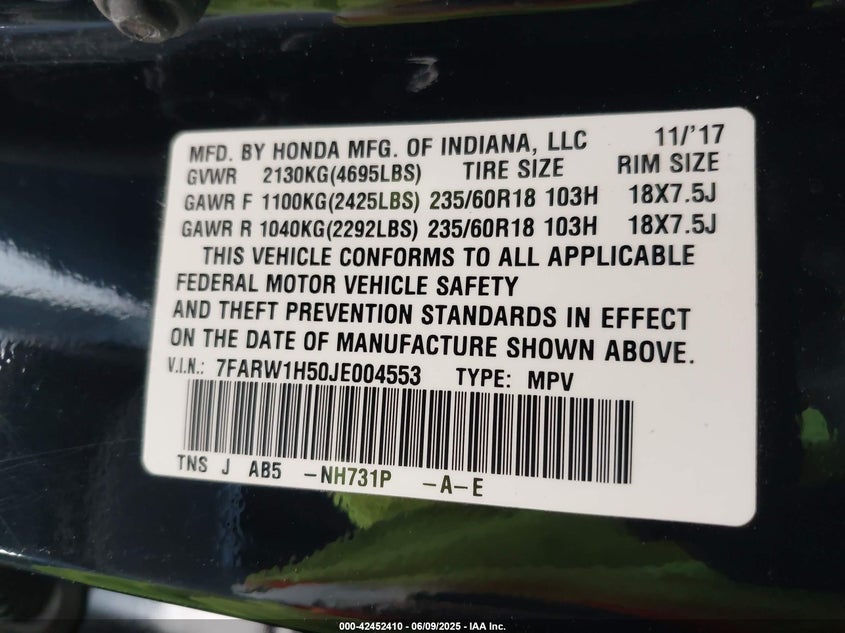 MFD. BY HONDA MFG. OF INDIANA, LLC 11/'17
GVWR 2130KG(4695LBS) TIRE SIZE RIM SIZE
GAWR F 1100KG(2425LBS) 235/60R18 103H 18X7.5J
GAWR R 1040KG(2292LBS) 235/60R18 103H 18X7.5J
THIS VEHICLE CONFORMS TO ALL APPLICABLE
FEDERAL MOTOR VEHICLE SAFETY
AND THEFT PREVENTION STANDARDS IN EFFECT
ON THE DATE OF MANUFACTURE SHOWN ABOVE.
V.I.N.: 7FARW1H50JE004553 TYPE: MPV
TNS J AB5 -NH731P -A-E
000-42452410 - 06/09/2025 - IAA Inc.